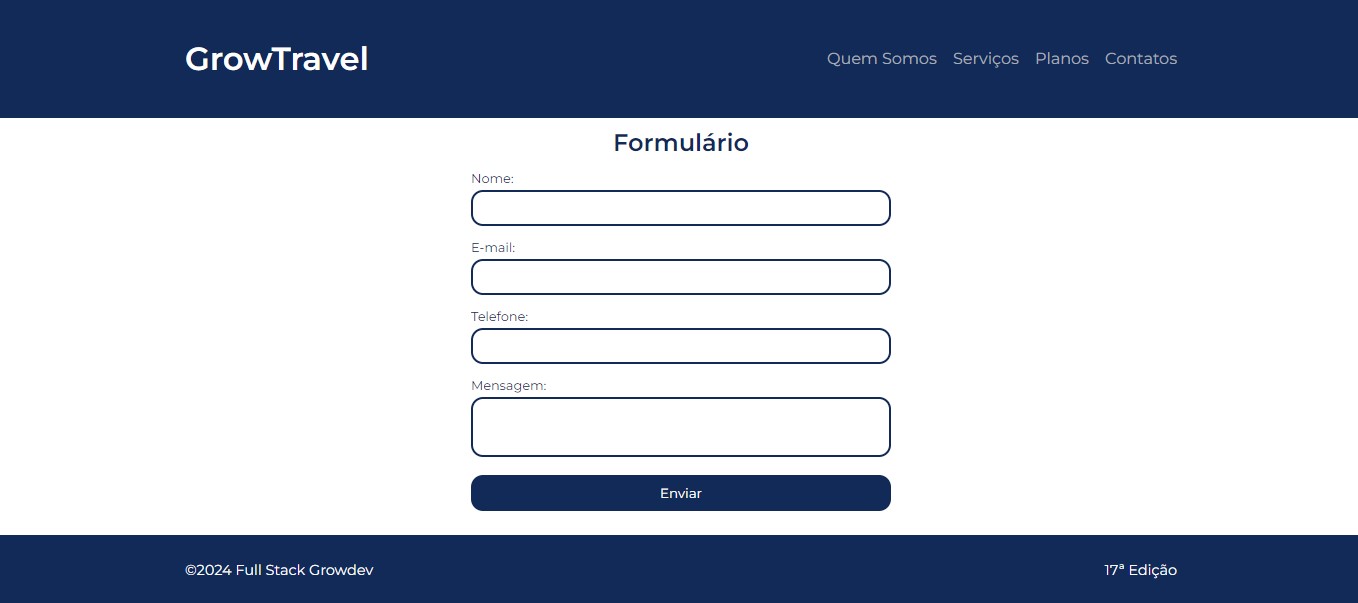 GrowTravel
Quem Somos Serviços Planos Contatos
Formulário
Nome:
E-mail:
Telefone:
Mensagem:
Enviar
©2024 Full Stack Growdev
17ª Edição